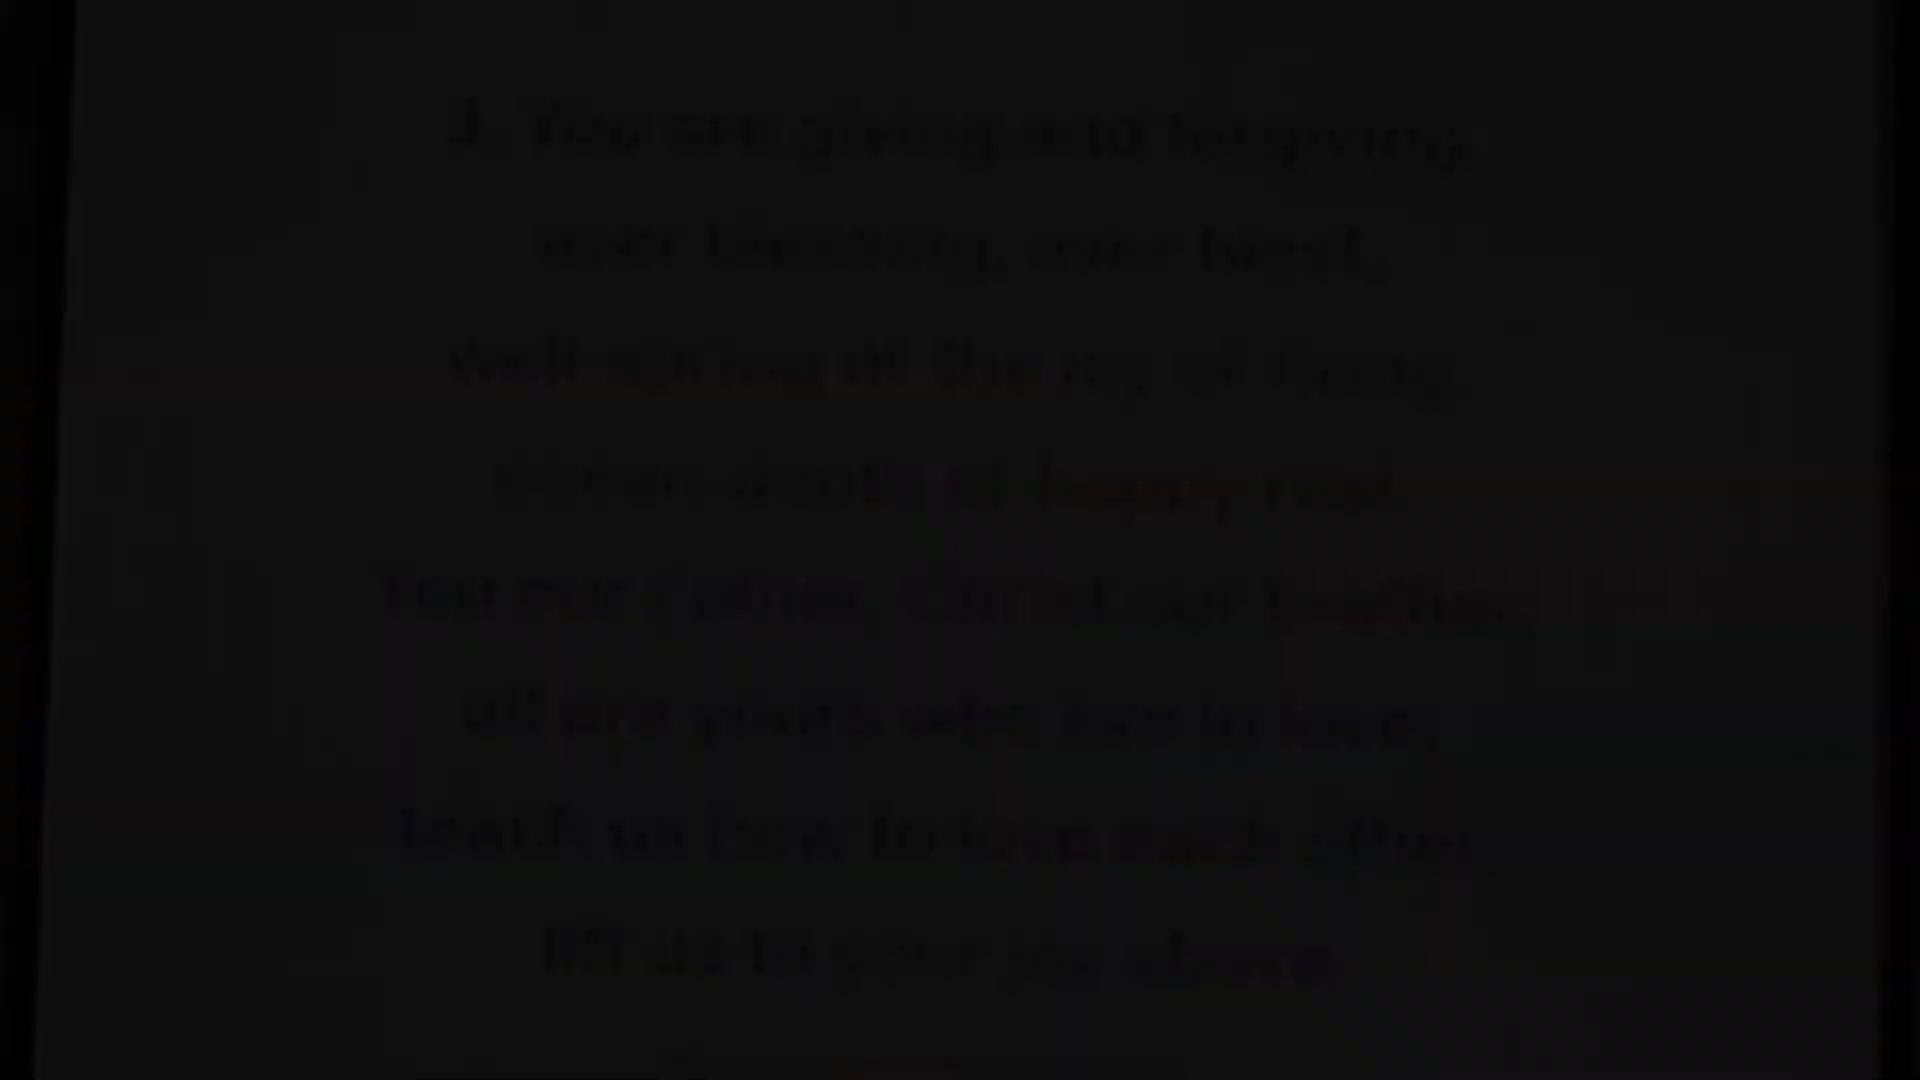 3. You are giving and forgiving,
ever blessing, ever blest,
well-spring of the joy of living,
ocean-depth of happy rest
You our Father, Christ our brother,
all are yours who live in love;
teach us how to love each other,
lift us to your joy above.